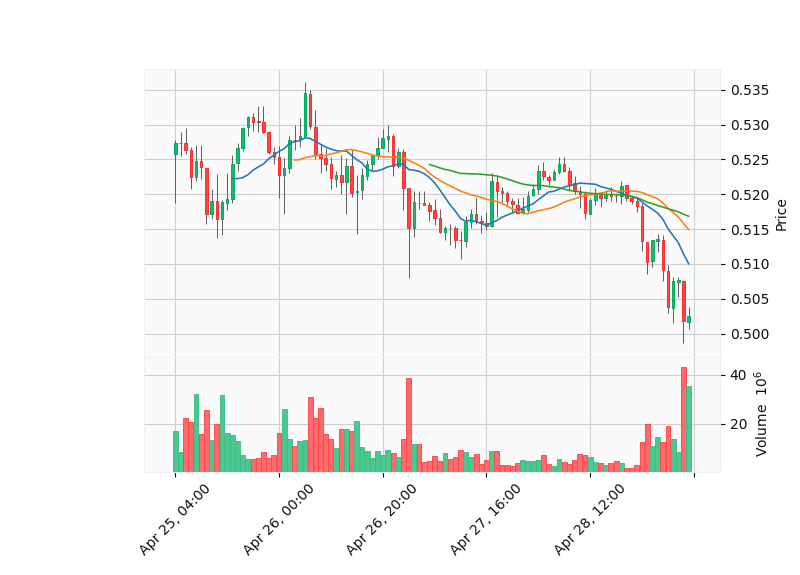 0.535
0.530
0.525
0.520
0.515
0.510
0.505
0.500
Price
40
20
Volume 10^6
Apr 25, 04:00
Apr 26, 00:00
Apr 26, 20:00
Apr 27, 16:00
Apr 28, 12:00